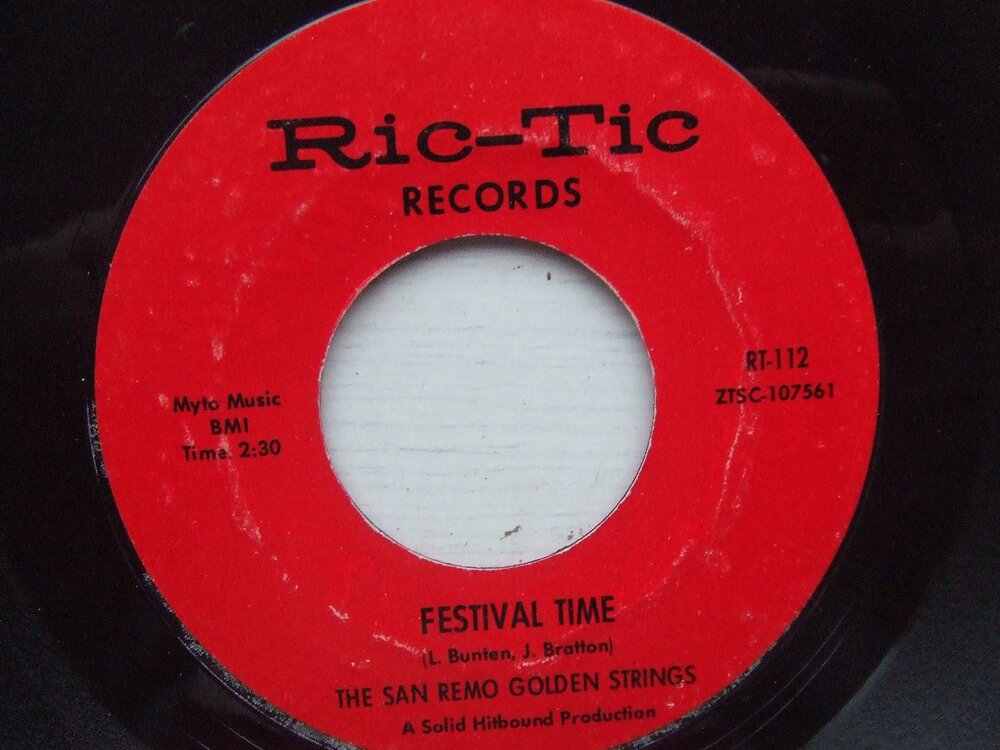 Ric-Tic
RECORDS
RT-112
ZTSC-107561
Myto Music
BMI
Time: 2:30
FESTIVAL TIME
(L. Bunten, J. Bratton)
THE SAN REMO GOLDEN STRINGS
A Solid Hitbound Production